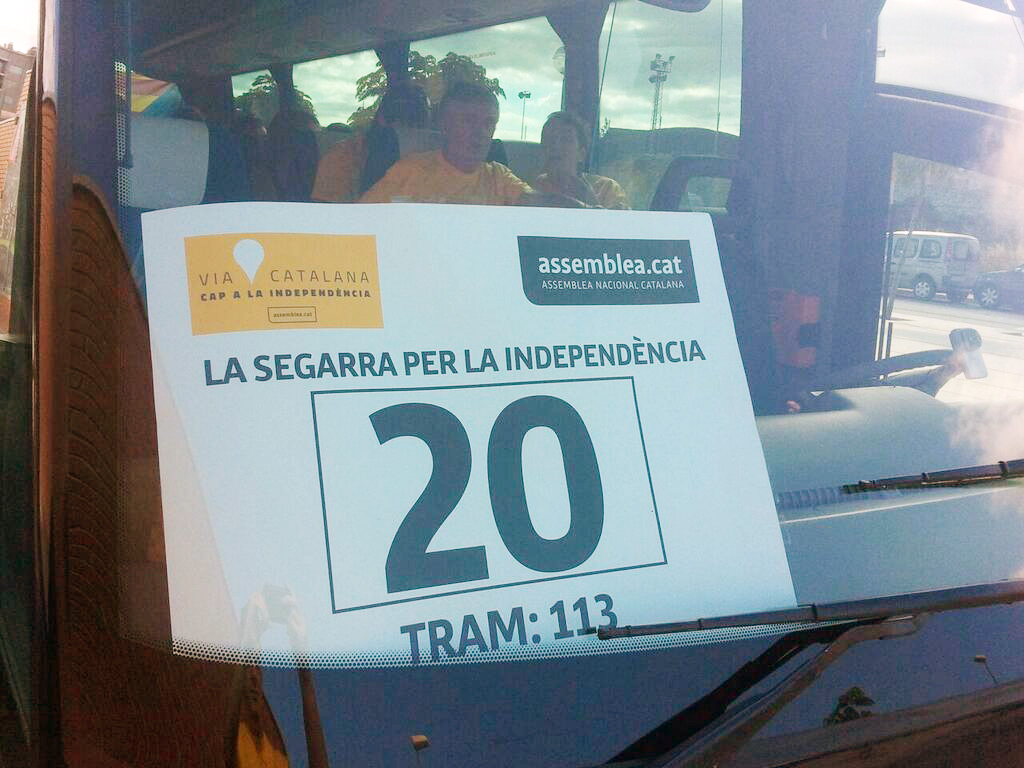 VIA CATALANA
CAP A LA INDEPENDÈNCIA
assemblea.cat
assemblea.cat
ASSEMBLEA NACIONAL CATALANA
LA SEGARRA PER LA INDEPENDÈNCIA
20
TRAM: 113